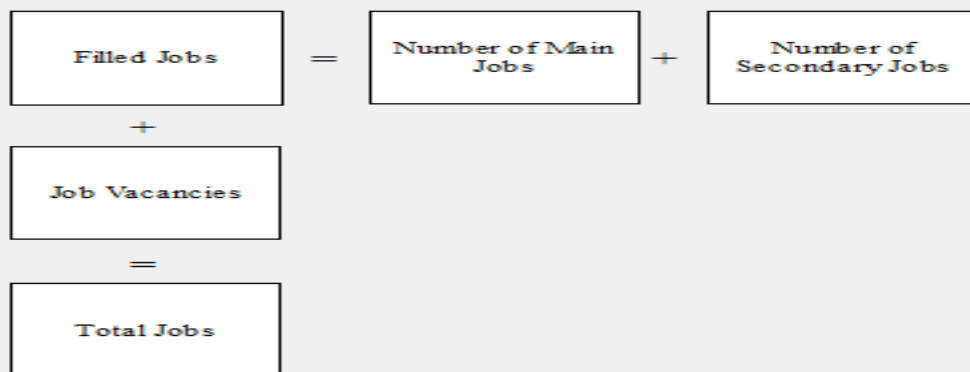 Filled Jobs
=
Number of Main
Jobs
+
Number of
Secondary Jobs
+
Job Vacancies
=
Total Jobs